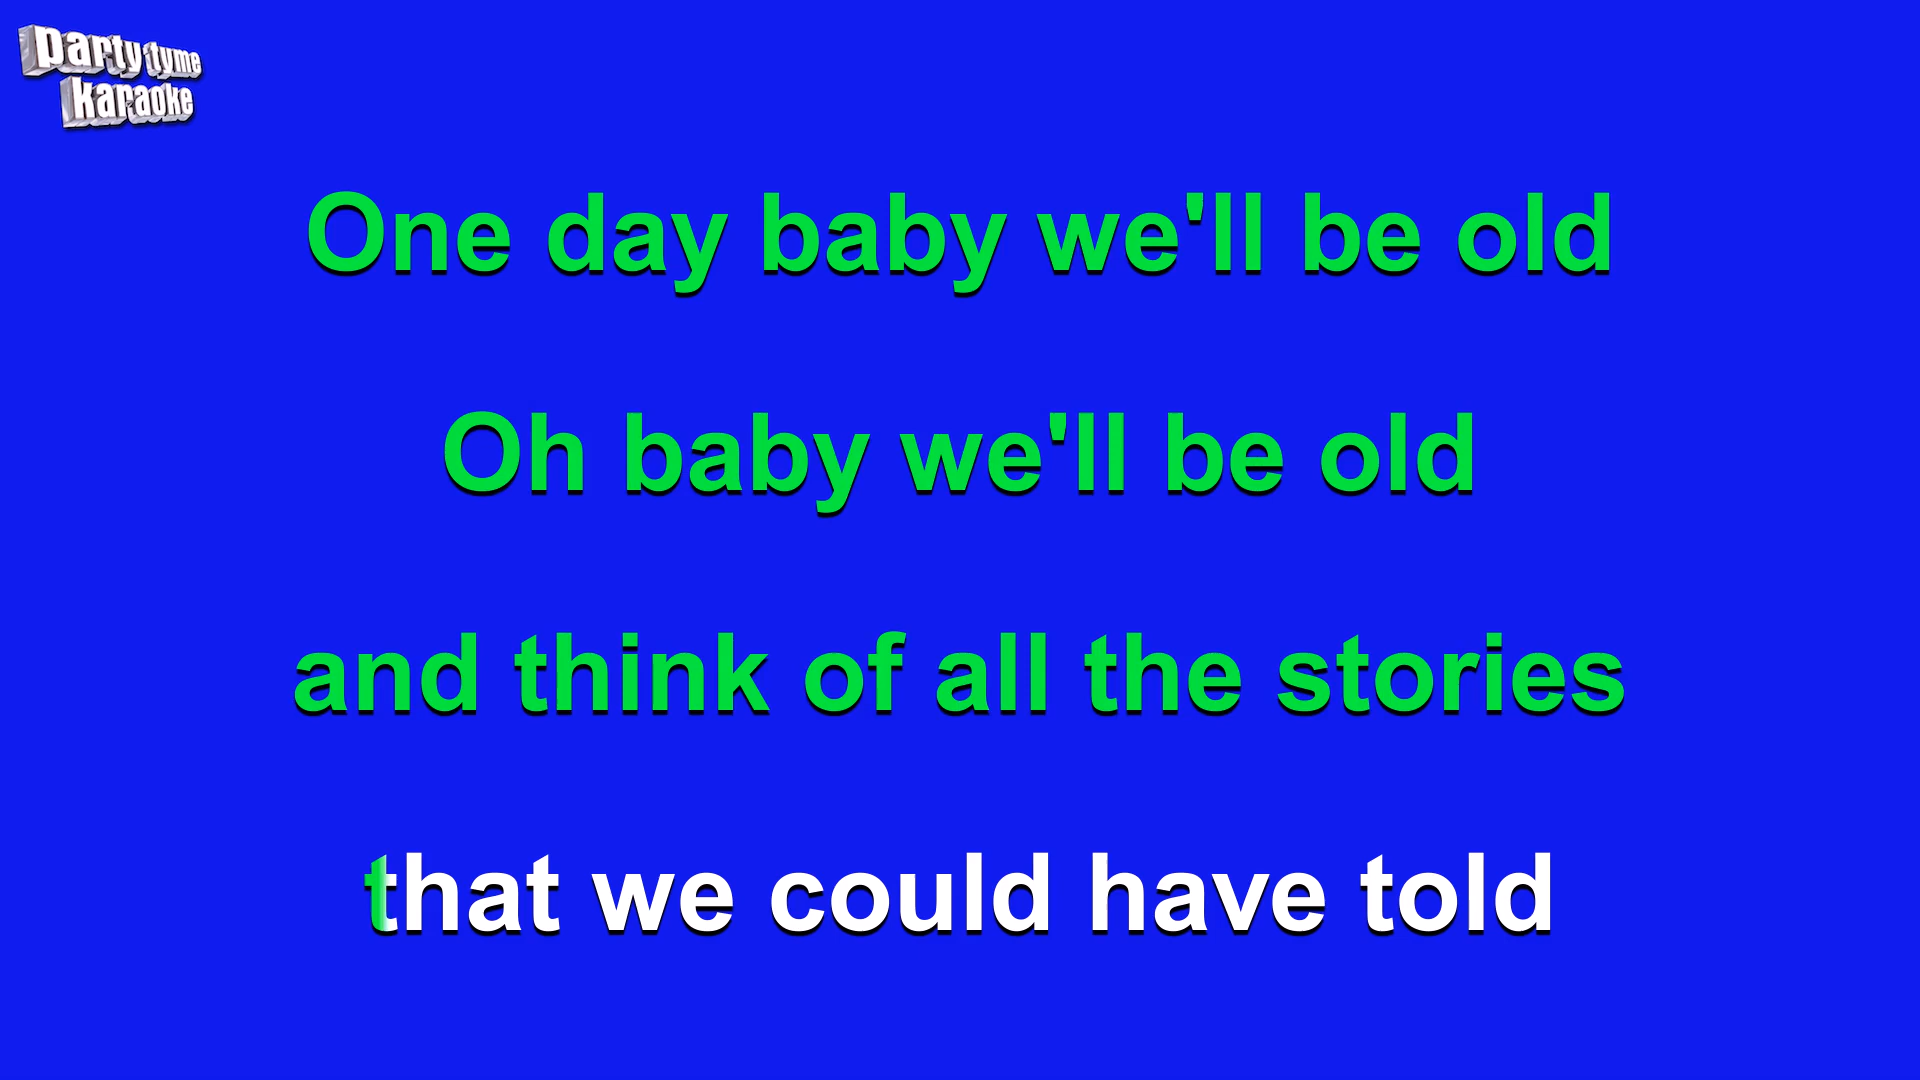 party tyme
karaoke
One day baby we'll be old
Oh baby we'll be old
and think of all the stories
that we could have told